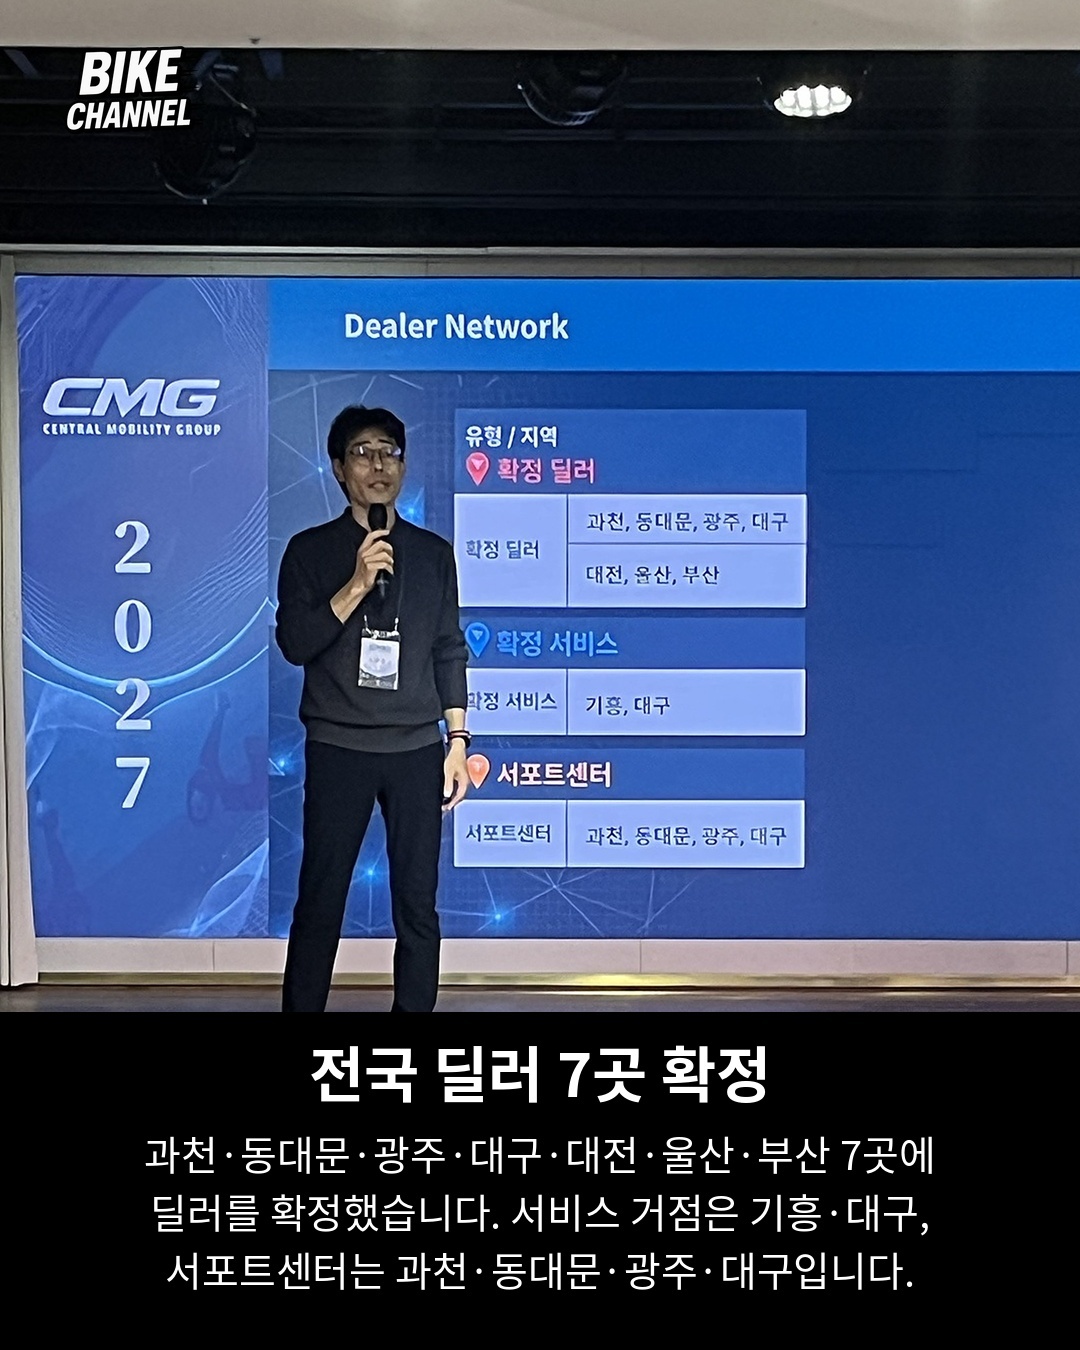 BIKE
CHANNEL
Dealer Network
CMG
CENTRAL MOBILITY GROUP
2
0
2
7
유형 / 지역
확정 딜러
확정 딜러
과천, 동대문, 광주, 대구
대전, 울산, 부산
확정 서비스
확정 서비스
기흥, 대구
서포트센터
서포트센터
과천, 동대문, 광주, 대구
전국 딜러 7곳 확정
과천·동대문·광주·대구·대전·울산·부산 7곳에
딜러를 확정했습니다. 서비스 거점은 기흥·대구,
서포트센터는 과천·동대문·광주·대구입니다.